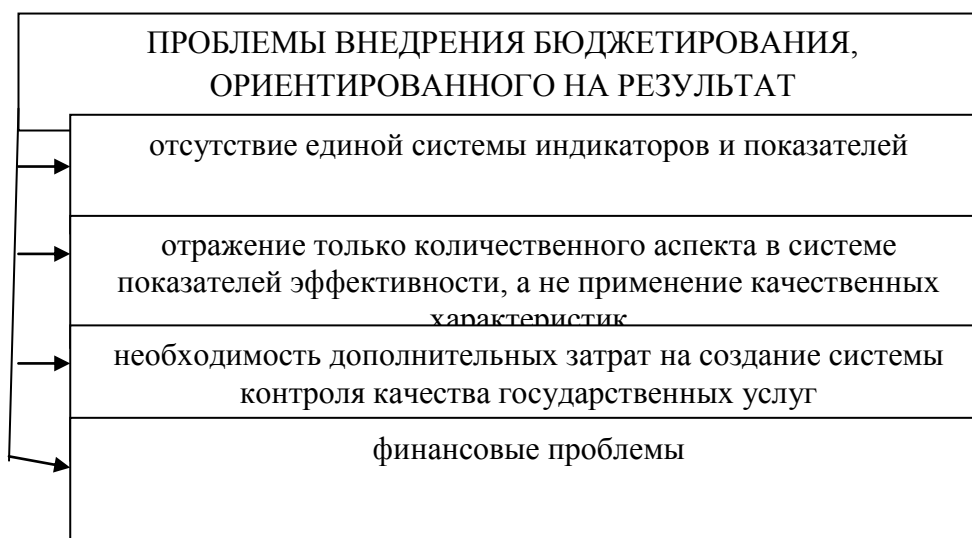 ПРОБЛЕМЫ ВНЕДРЕНИЯ БЮДЖЕТИРОВАНИЯ,
ОРИЕНТИРОВАННОГО НА РЕЗУЛЬТАТ
отсутствие единой системы индикаторов и показателей
отражение только количественного аспекта в системе
показателей эффективности, а не применение качественных
характеристик
необходимость дополнительных затрат на создание системы
контроля качества государственных услуг
финансовые проблемы